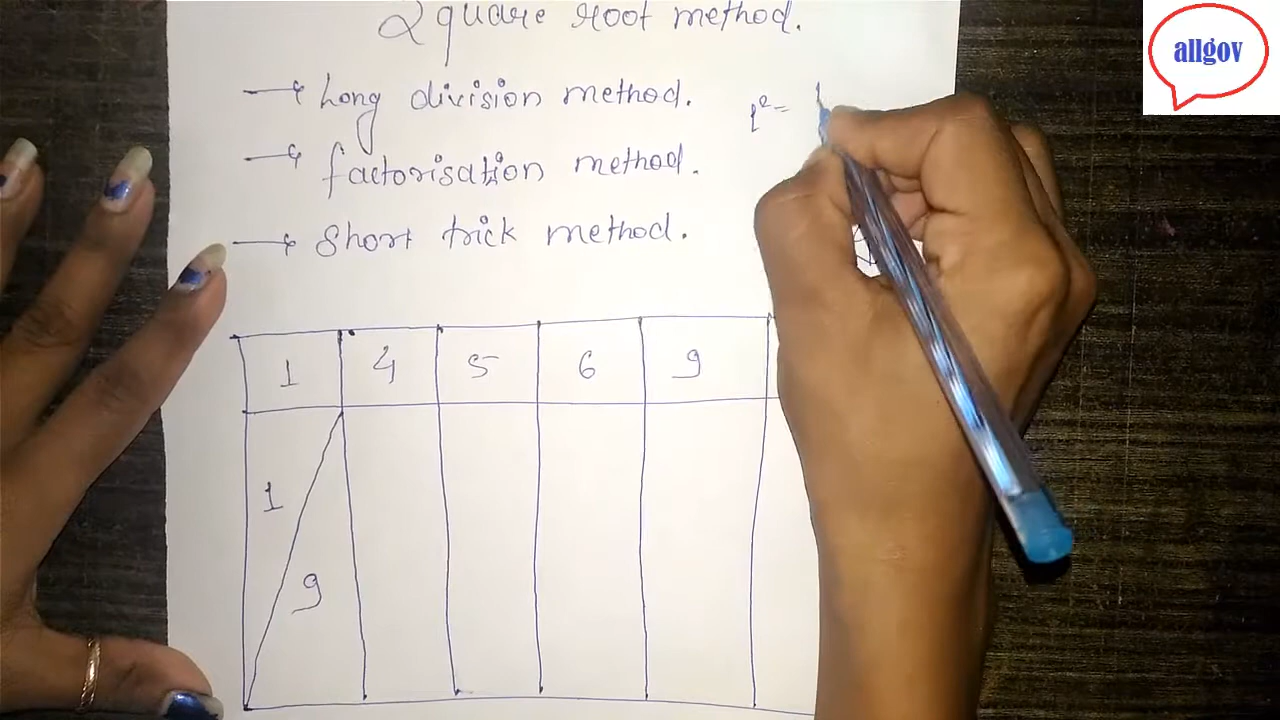 Square root method.
→ Long division method.
1² = 1
→ factorisation method.
→ Short trick method.
1 4 5 6 9
1
9
allgov